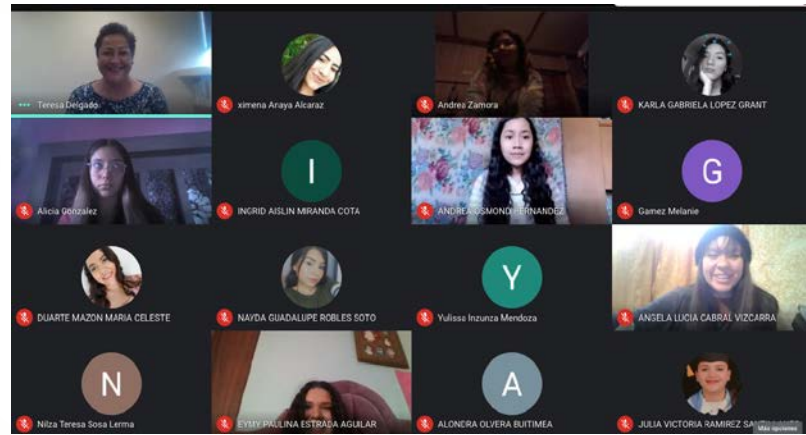 Teresa Delgado
ximena Araya Alcaraz
Andrea Zamora
KARLA GABRIELA LOPEZ GRANT
Alicia Gonzalez
I
INGRID AISLIN MIRANDA COTA
ANDREA OSMOND FERNANDEZ
G
Gamez Melanie
DUARTE MAZON MARIA CELESTE
NAYDA GUADALUPE ROBLES SOTO
Y
Yulissa Inzunza Mendoza
ANGELA LUCIA CABRAL VIZCARRA
N
Nilza Teresa Sosa Lerma
EYMY PAULINA ESTRADA AGUILAR
A
ALONDRA OLVERA BUITIMEA
JULIA VICTORIA RAMIREZ
Más opciones